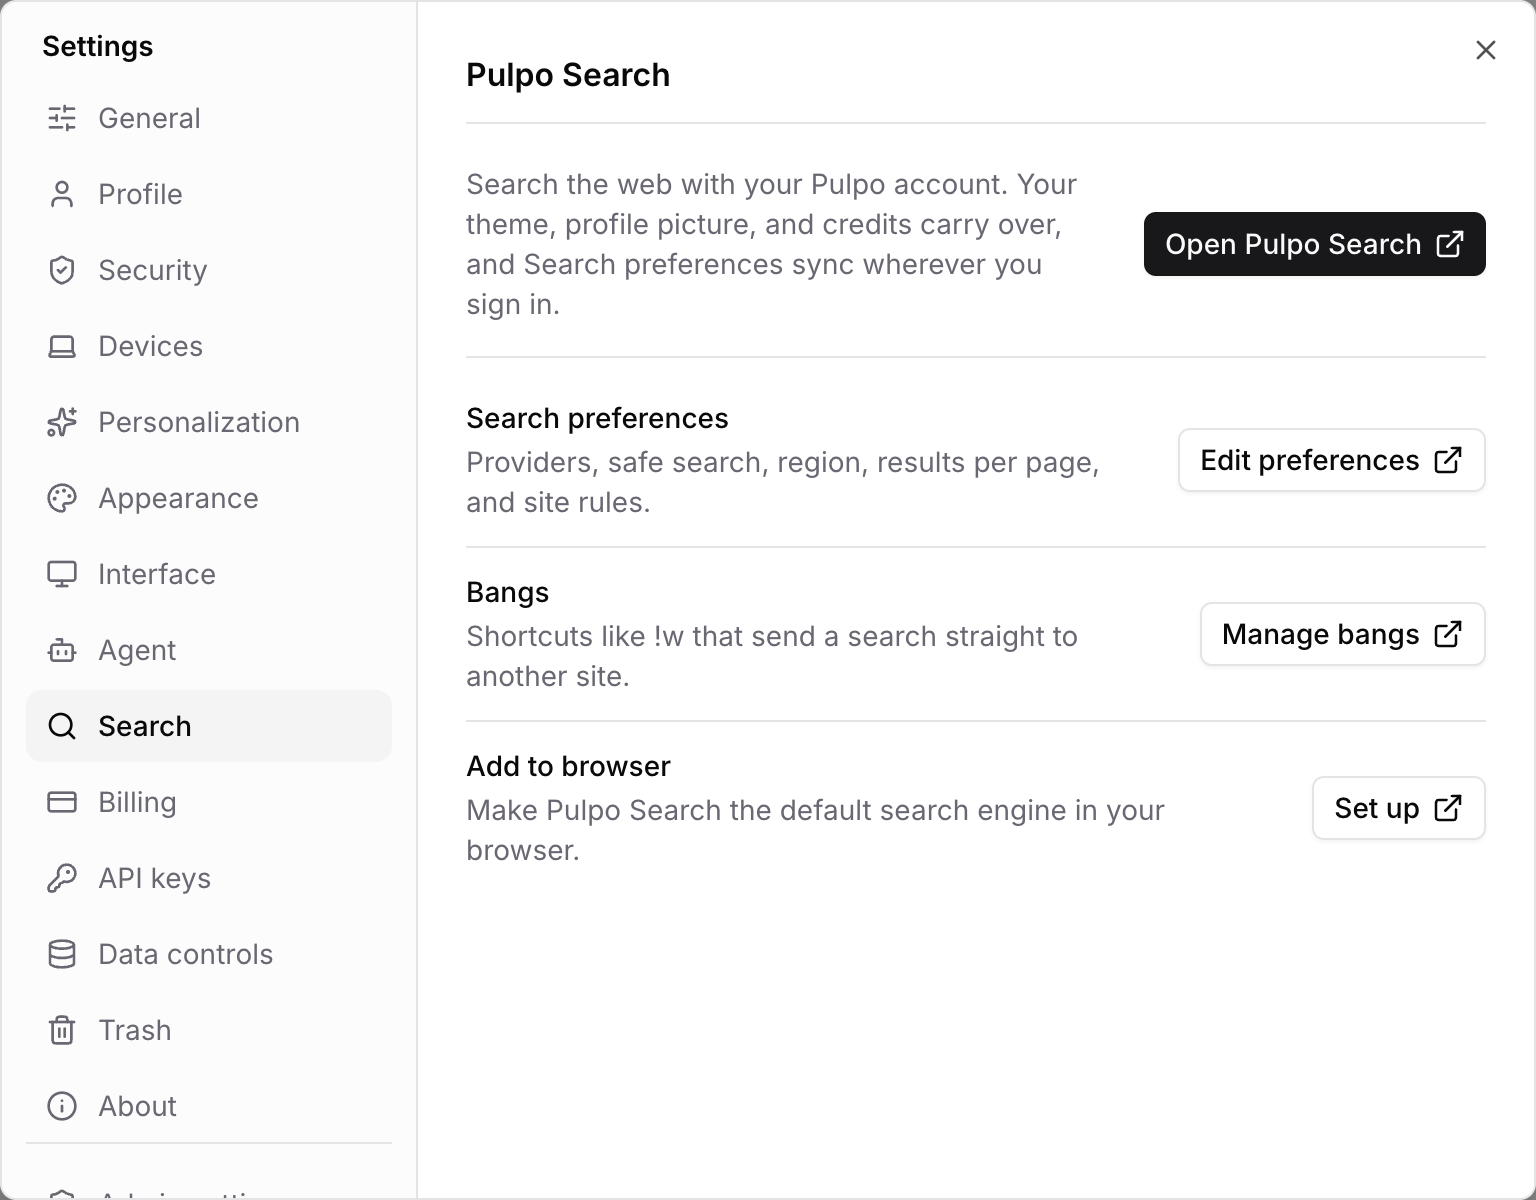 Settings
General
Profile
Security
Devices
Personalization
Appearance
Interface
Agent
Search
Billing
API keys
Data controls
Trash
About
Pulpo Search
Search the web with your Pulpo account. Your
theme, profile picture, and credits carry over,
and Search preferences sync wherever you
sign in.
Open Pulpo Search
Search preferences
Providers, safe search, region, results per page,
and site rules.
Edit preferences
Bangs
Shortcuts like !w that send a search straight to
another site.
Manage bangs
Add to browser
Make Pulpo Search the default search engine in your
browser.
Set up